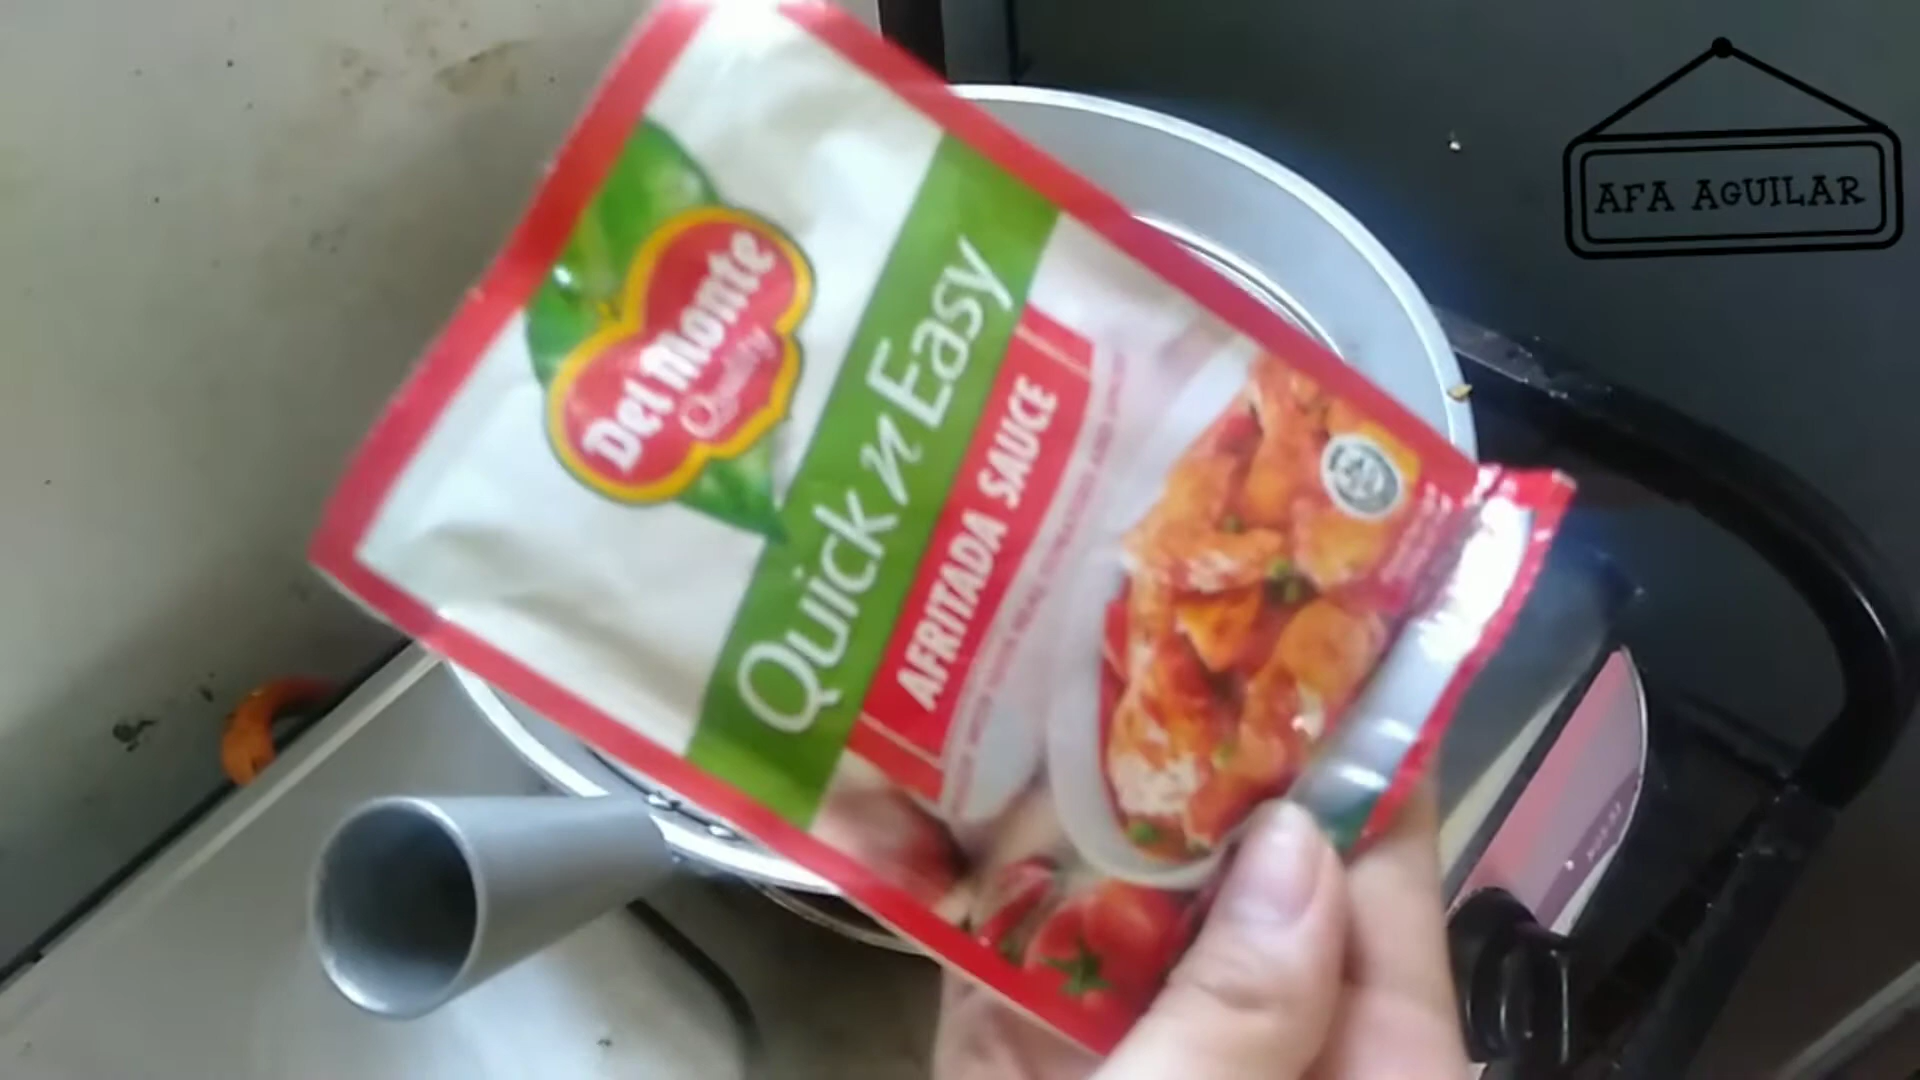 Del Monte
Quality
Quick n Easy
AFRITADA SAUCE
AFA AGUILAR